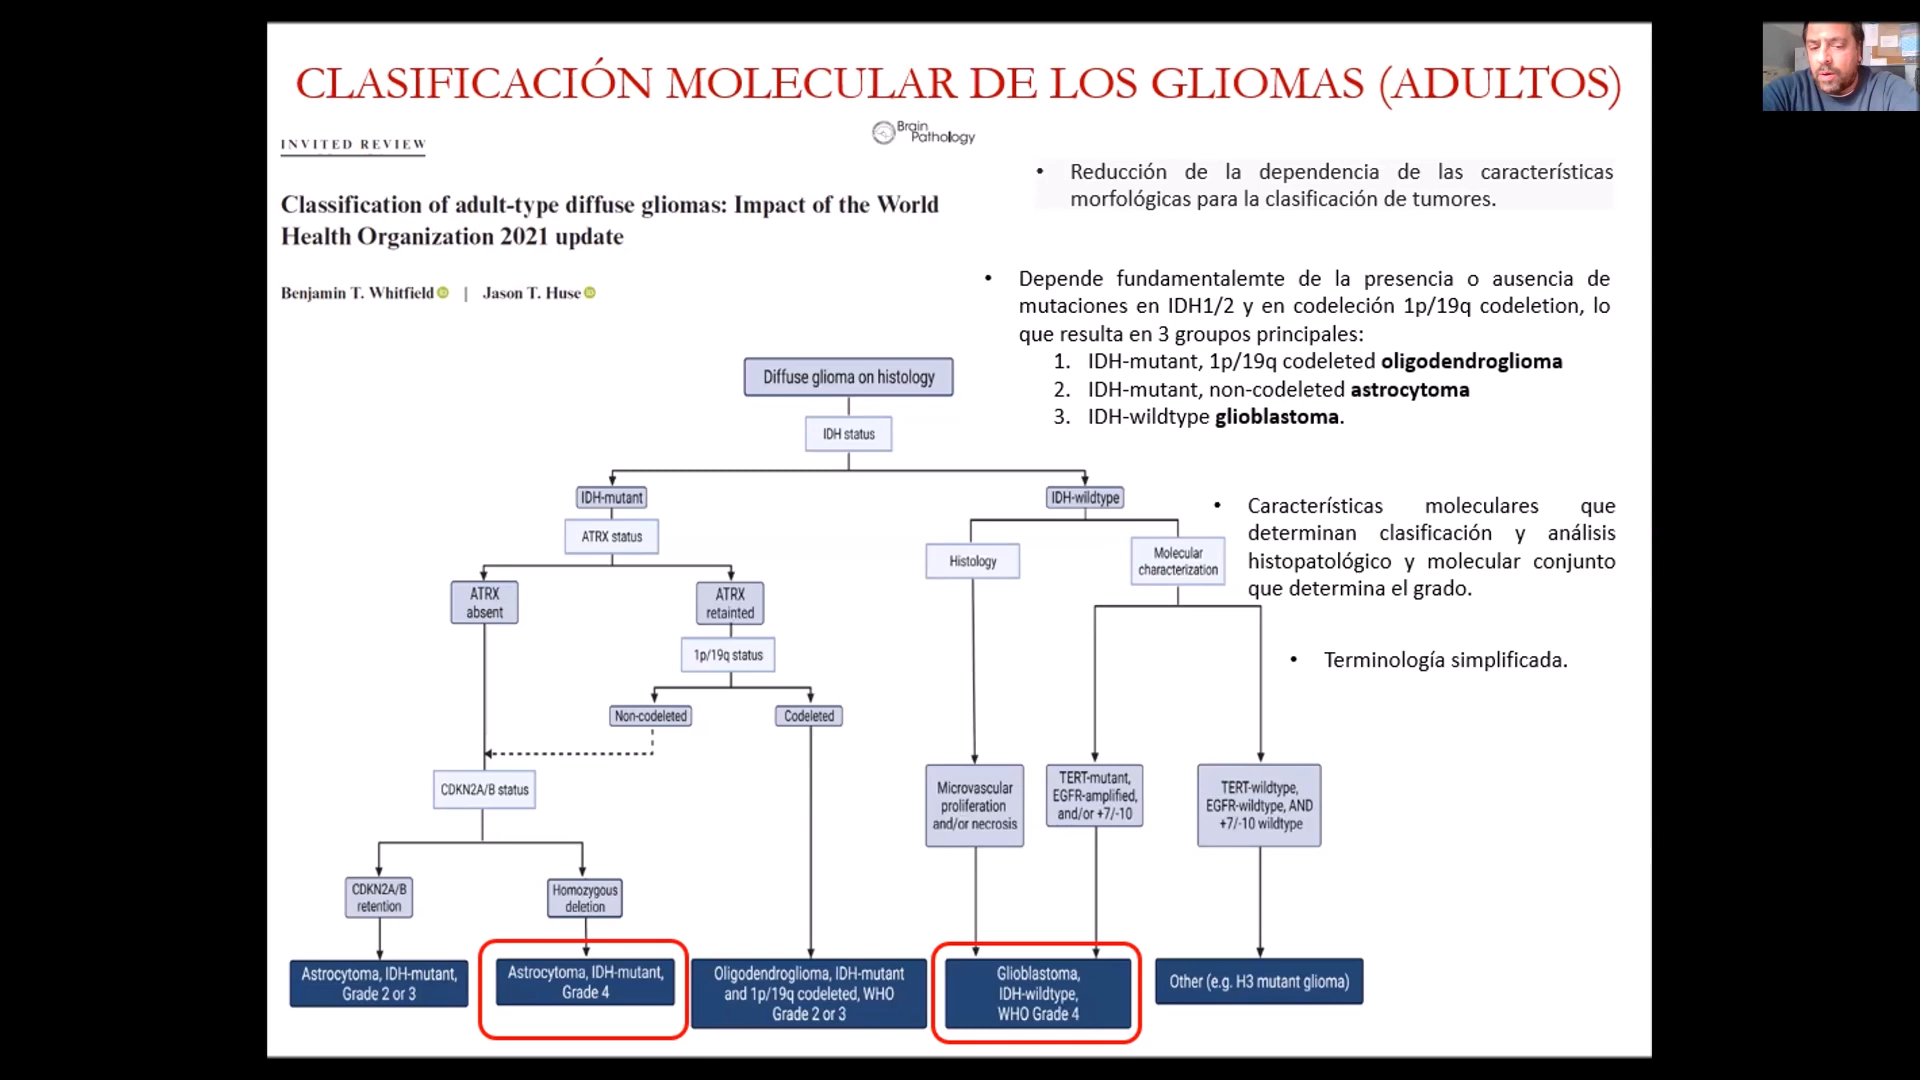 CLASIFICACIÓN MOLECULAR DE LOS GLIOMAS (ADULTOS)
INVITED REVIEW
Brain
Pathology
Classification of adult-type diffuse gliomas: Impact of the World
Health Organization 2021 update
Benjamin T. Whitfield | Jason T. Huse
• Reducción de la dependencia de las características
morfológicas para la clasificación de tumores.
• Depende fundamentalemte de la presencia o ausencia de
mutaciones en IDH1/2 y en codeleción 1p/19q codeletion, lo
que resulta en 3 groupos principales:
1. IDH-mutant, 1p/19q codeleted oligodendroglioma
2. IDH-mutant, non-codeleted astrocytoma
3. IDH-wildtype glioblastoma.
• Características moleculares que
determinan clasificación y análisis
histopatológico y molecular conjunto
que determina el grado.
• Terminología simplificada.
Diffuse glioma on histology
IDH status
IDH-mutant
IDH-wildtype
ATRX status
Histology
Molecular
characterization
ATRX
absent
ATRX
retainted
1p/19q status
Non-codeleted
Codeleted
CDKN2A/B status
Microvascular
proliferation
and/or necrosis
TERT-mutant,
EGFR-amplified,
and/or +7/-10
TERT-wildtype,
EGFR-wildtype, AND
+7/-10 wildtype
CDKN2A/B
retention
Homozygous
deletion
Astrocytoma, IDH-mutant,
Grade 2 or 3
Astrocytoma, IDH-mutant,
Grade 4
Oligodendroglioma, IDH-mutant
and 1p/19q codeleted, WHO
Grade 2 or 3
Glioblastoma,
IDH-wildtype,
WHO Grade 4
Other (e.g. H3 mutant glioma)